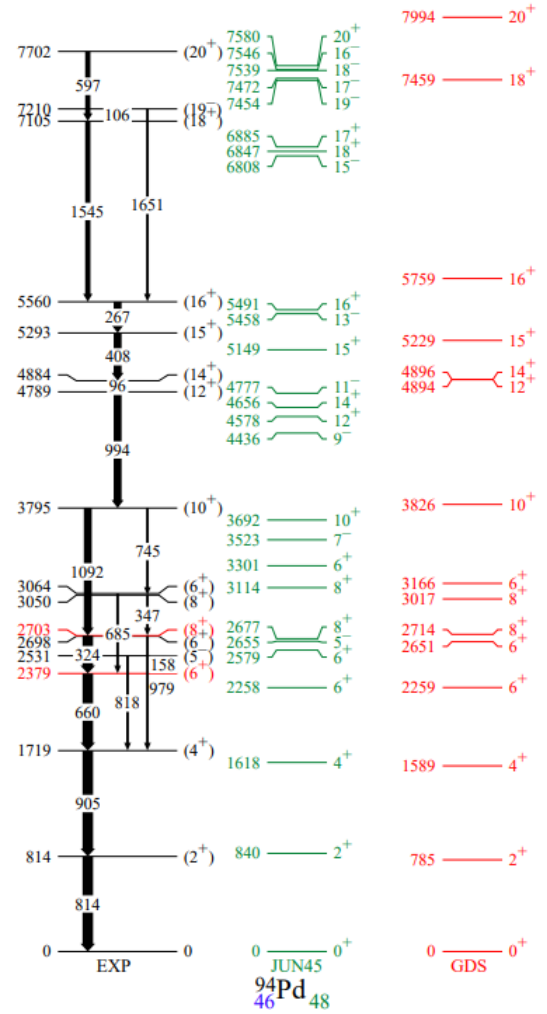 7994 20+
7580 20+
7702 (20+) 7546 16−
7539 18−
597 7472 17− 7459 18+
7454 19−
7210 (19−)
106
7105 (18+)
6885 17+
6847 18+
6808 15−
1545 1651
5759 16+
5560 (16+) 5491 16+
267 5458 13−
5293 (15+) 5229 15+
408 5149 15+
4884 (14+) 4896 14+
96 4777 11− 4894 12+
4789 (12+)
4656 14+
4578 12+
994 4436 9−
3795 (10+) 3826 10+
3692 10+
745 3523 7−
1092 3301 6+
3064 (6+) 3166 6+
3050 (8+) 3114 8+ 3017 8+
347
685
2703 (8+) 2677 8+ 2714 8+
2698 (6+) 2655 5− 2651 6+
324
2531 (5−) 2579 6+
158
2379 (6+)
979 2258 6+ 2259 6+
818
660
1719 (4+) 1618 4+ 1589 4+
905
814 (2+) 840 2+ 785 2+
814
0 0 0 0+ 0 0+
EXP JUN45 GDS
94
46 Pd 48